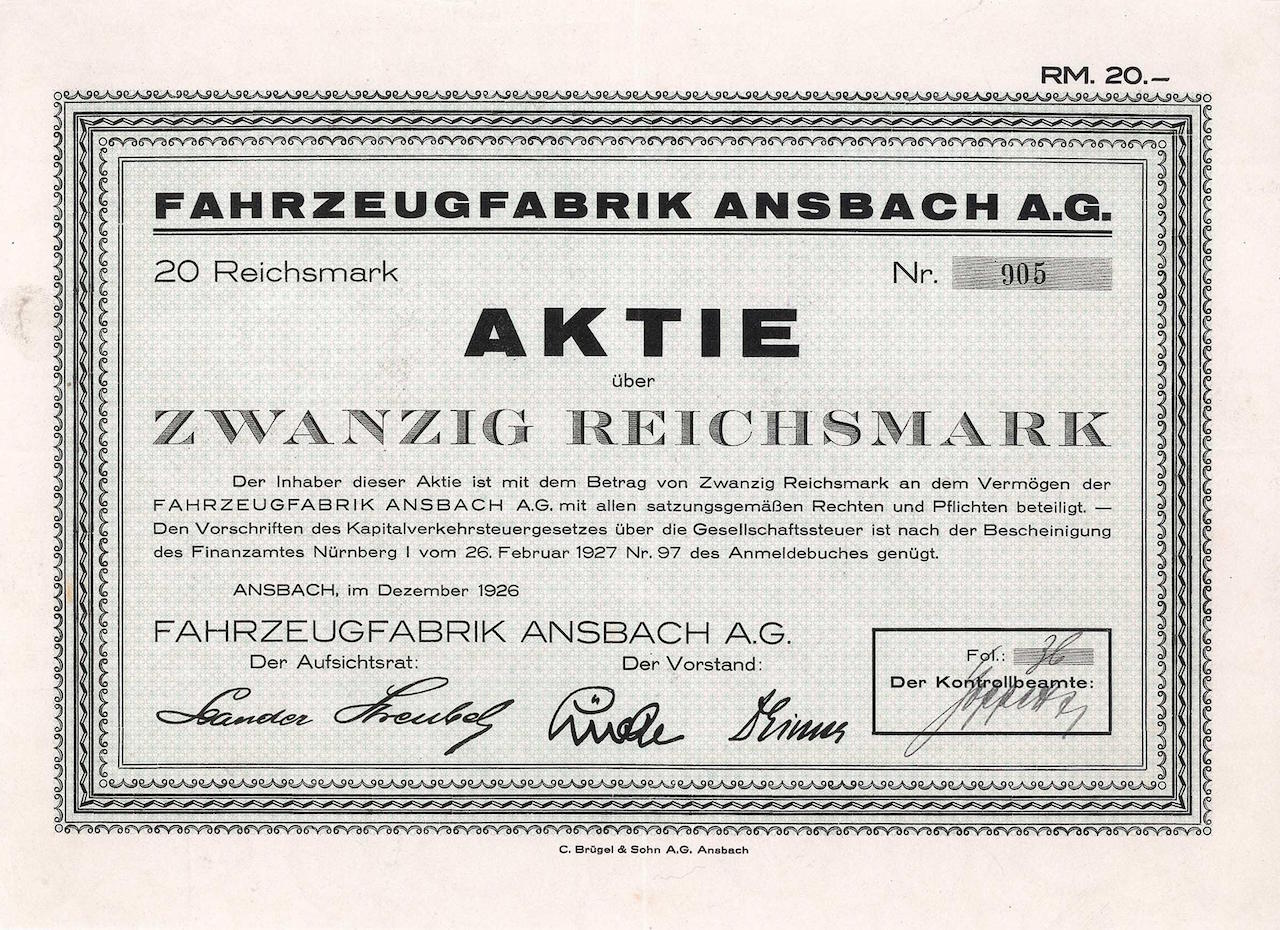 RM. 20.—
FAHRZEUGFABRIK ANSBACH A.G.
20 Reichsmark Nr. 905
AKTIE
über
ZWANZIG REICHSMARK
Der Inhaber dieser Aktie ist mit dem Betrag von Zwanzig Reichsmark an dem Vermögen der
FAHRZEUGFABRIK ANSBACH A.G. mit allen satzungsgemäßen Rechten und Pflichten beteiligt. —
Den Vorschriften des Kapitalverkehrsteuergesetzes über die Gesellschaftssteuer ist nach der Bescheinigung
des Finanzamtes Nürnberg I vom 26. Februar 1927 Nr. 97 des Anmeldebuches genügt.
ANSBACH, im Dezember 1926
FAHRZEUGFABRIK ANSBACH A.G.
Der Aufsichtsrat: Der Vorstand:
Fol.: 36
Der Kontrollbeamte:
C. Brügel & Sohn A.G. Ansbach